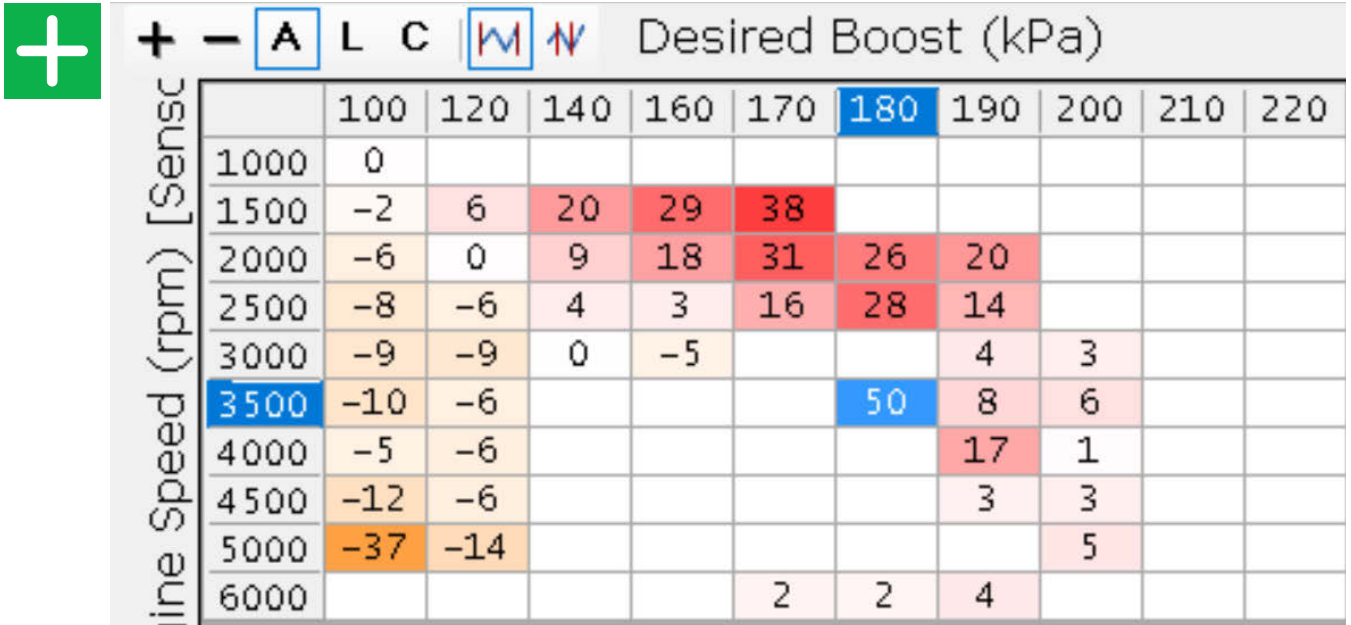 + − A L C Desired Boost (kPa)
100 120 140 160 170 180 190 200 210 220
1000 0
1500 −2 6 20 29 38
2000 −6 0 9 18 31 26 20
2500 −8 −6 4 3 16 28 14
3000 −9 −9 0 −5 4 3
3500 −10 −6 50 8 6
4000 −5 −6 17 1
4500 −12 −6 3 3
5000 −37 −14 5
6000 2 2 4
Speed (rpm)